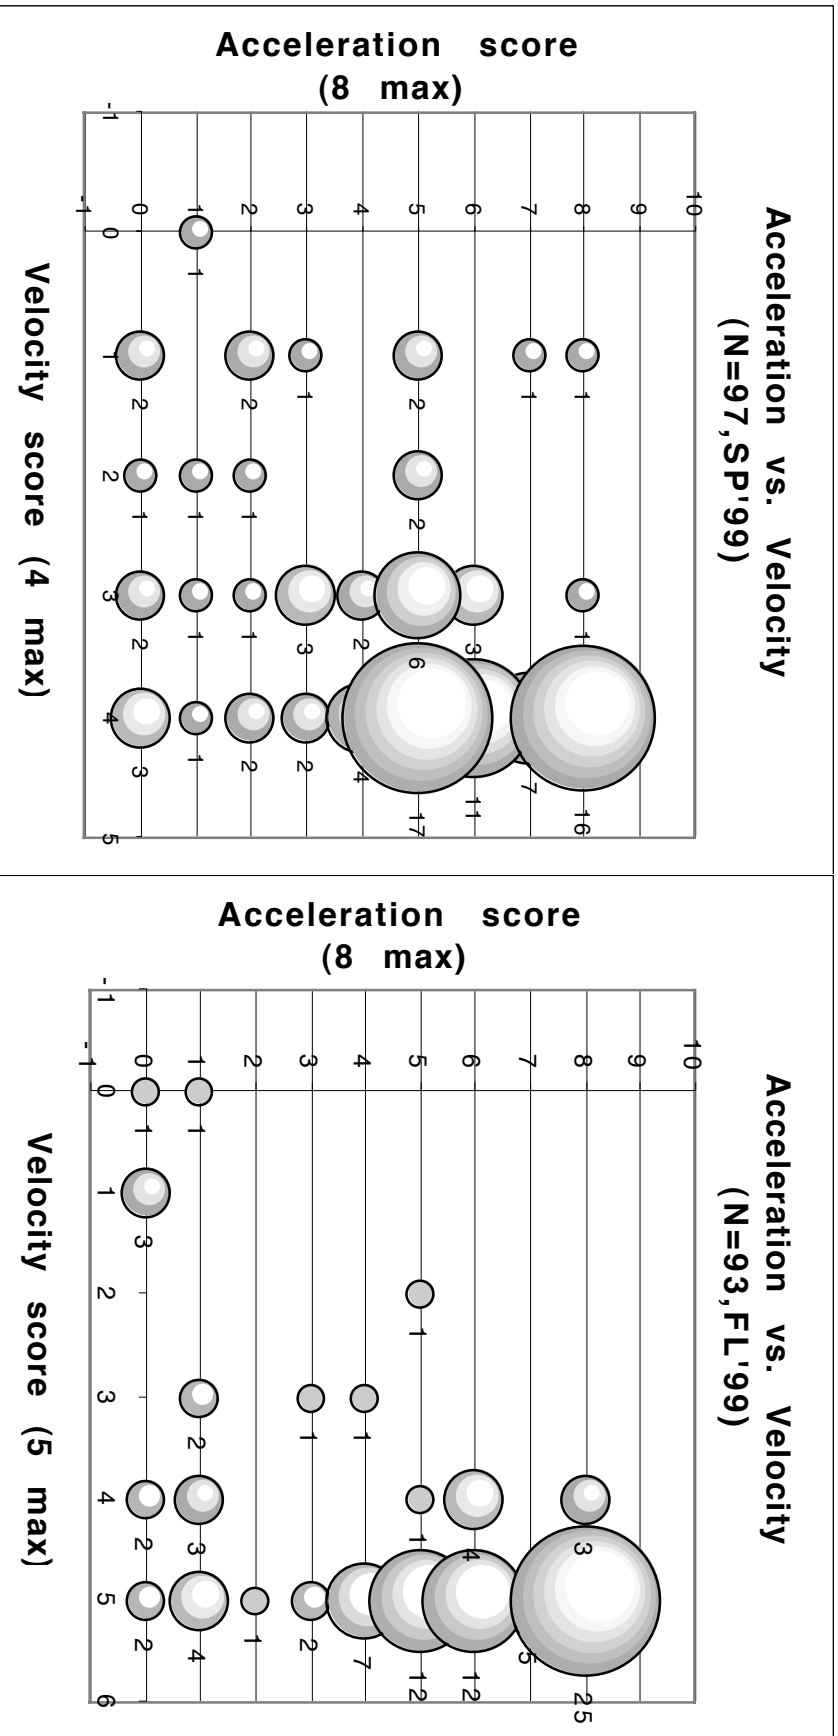 Acceleration vs. Velocity
(N=97,SP'99)
Acceleration score
(8 max)
10
9
8 1 1 16
7 1 7
6 3 11
5 2 2 6 17
4 2 4
3 1 3 2
2 2 1 1 2
1 1 1 1 1
0 2 1 2 3
-1
-1 0 1 2 3 4 5
Velocity score (4 max)
Acceleration vs. Velocity
(N=93,FL'99)
Acceleration score
(8 max)
10
9
8 3 25
7 5
6 4 12
5 1 1 12
4 1 7
3 1 2
2 1
1 1 2 3 4
0 1 3 2 2
-1
-1 0 1 2 3 4 5 6
Velocity score (5 max)